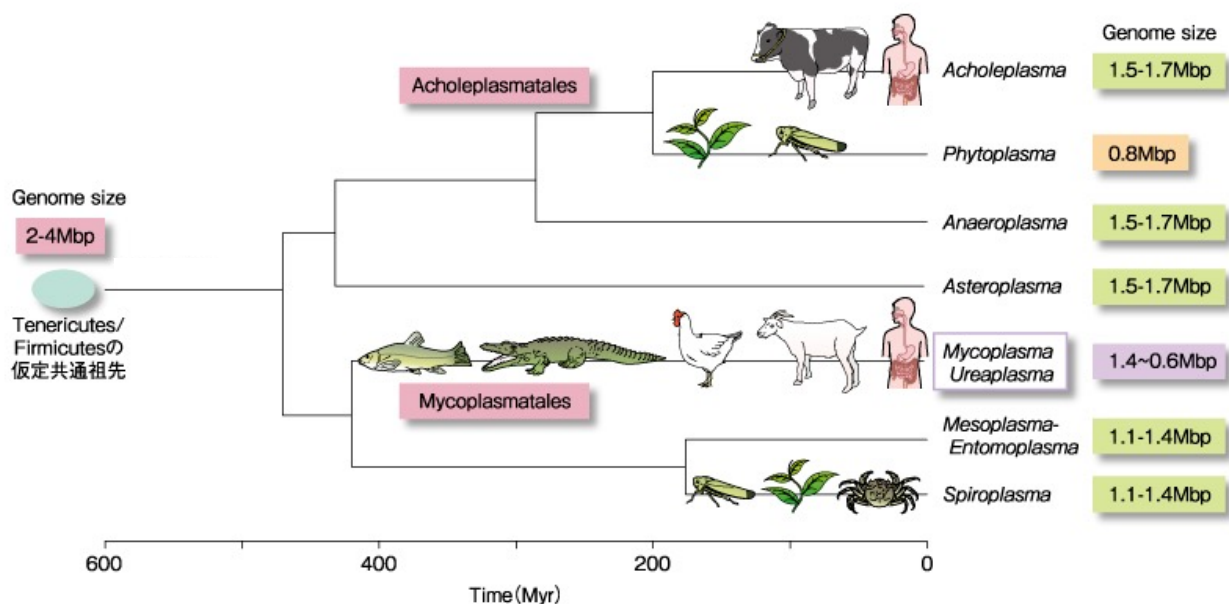 Genome size
Acholeplasmatales
Acholeplasma
1.5-1.7Mbp
Phytoplasma
0.8Mbp
Genome size
2-4Mbp
Anaeroplasma
1.5-1.7Mbp
Asteroplasma
1.5-1.7Mbp
Tenericutes/
Firmicutesの
仮定共通祖先
Mycoplasma
Ureaplasma
1.4~0.6Mbp
Mycoplasmatales
Mesoplasma-
Entomoplasma
1.1-1.4Mbp
Spiroplasma
1.1-1.4Mbp
600
400
200
0
Time(Myr)